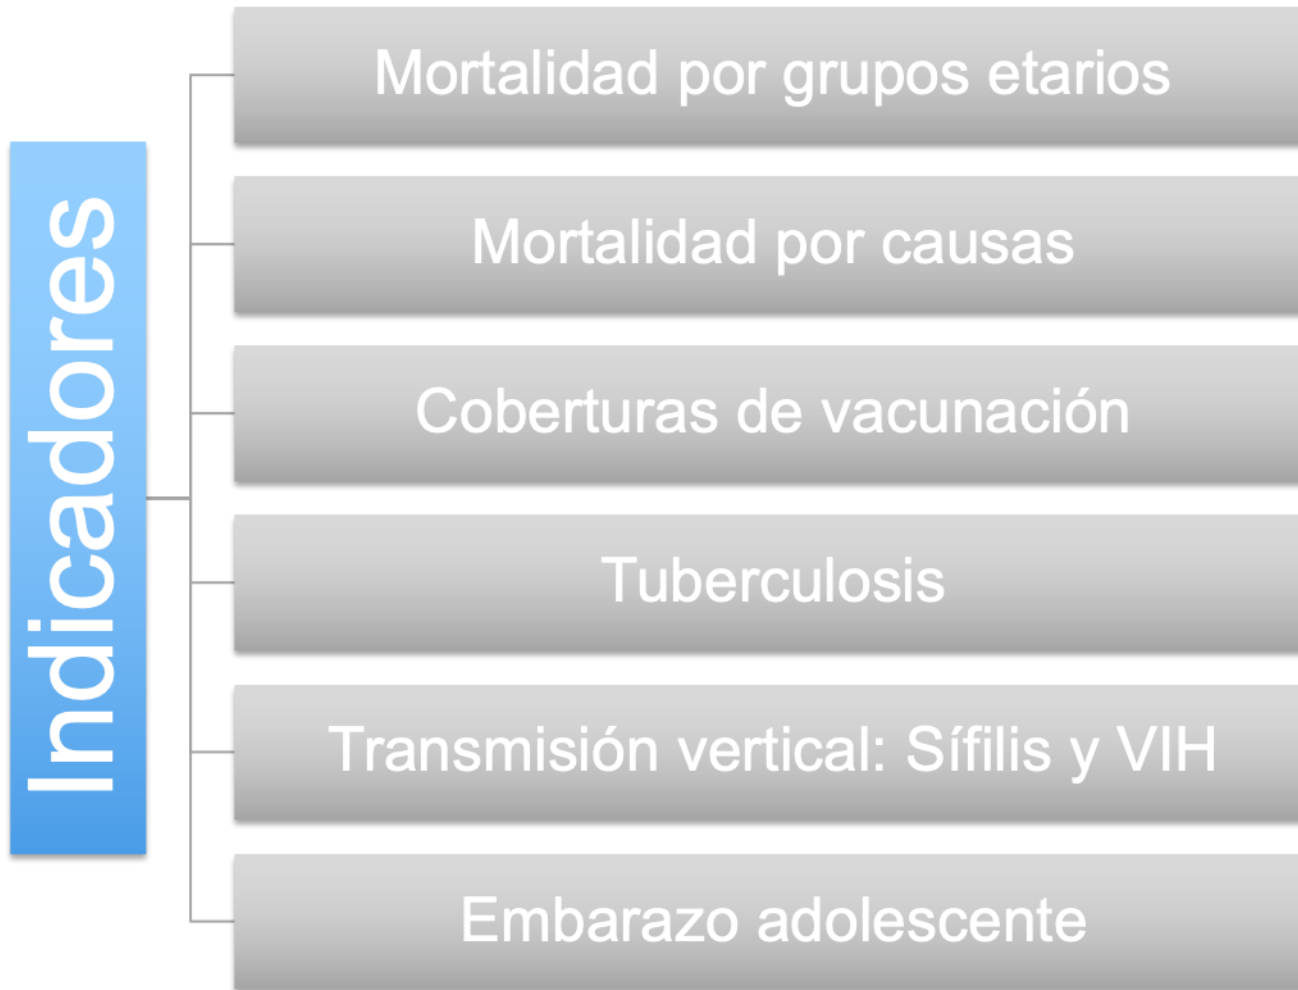 Indicadores
Mortalidad por grupos etarios
Mortalidad por causas
Coberturas de vacunación
Tuberculosis
Transmisión vertical: Sífilis y VIH
Embarazo adolescente